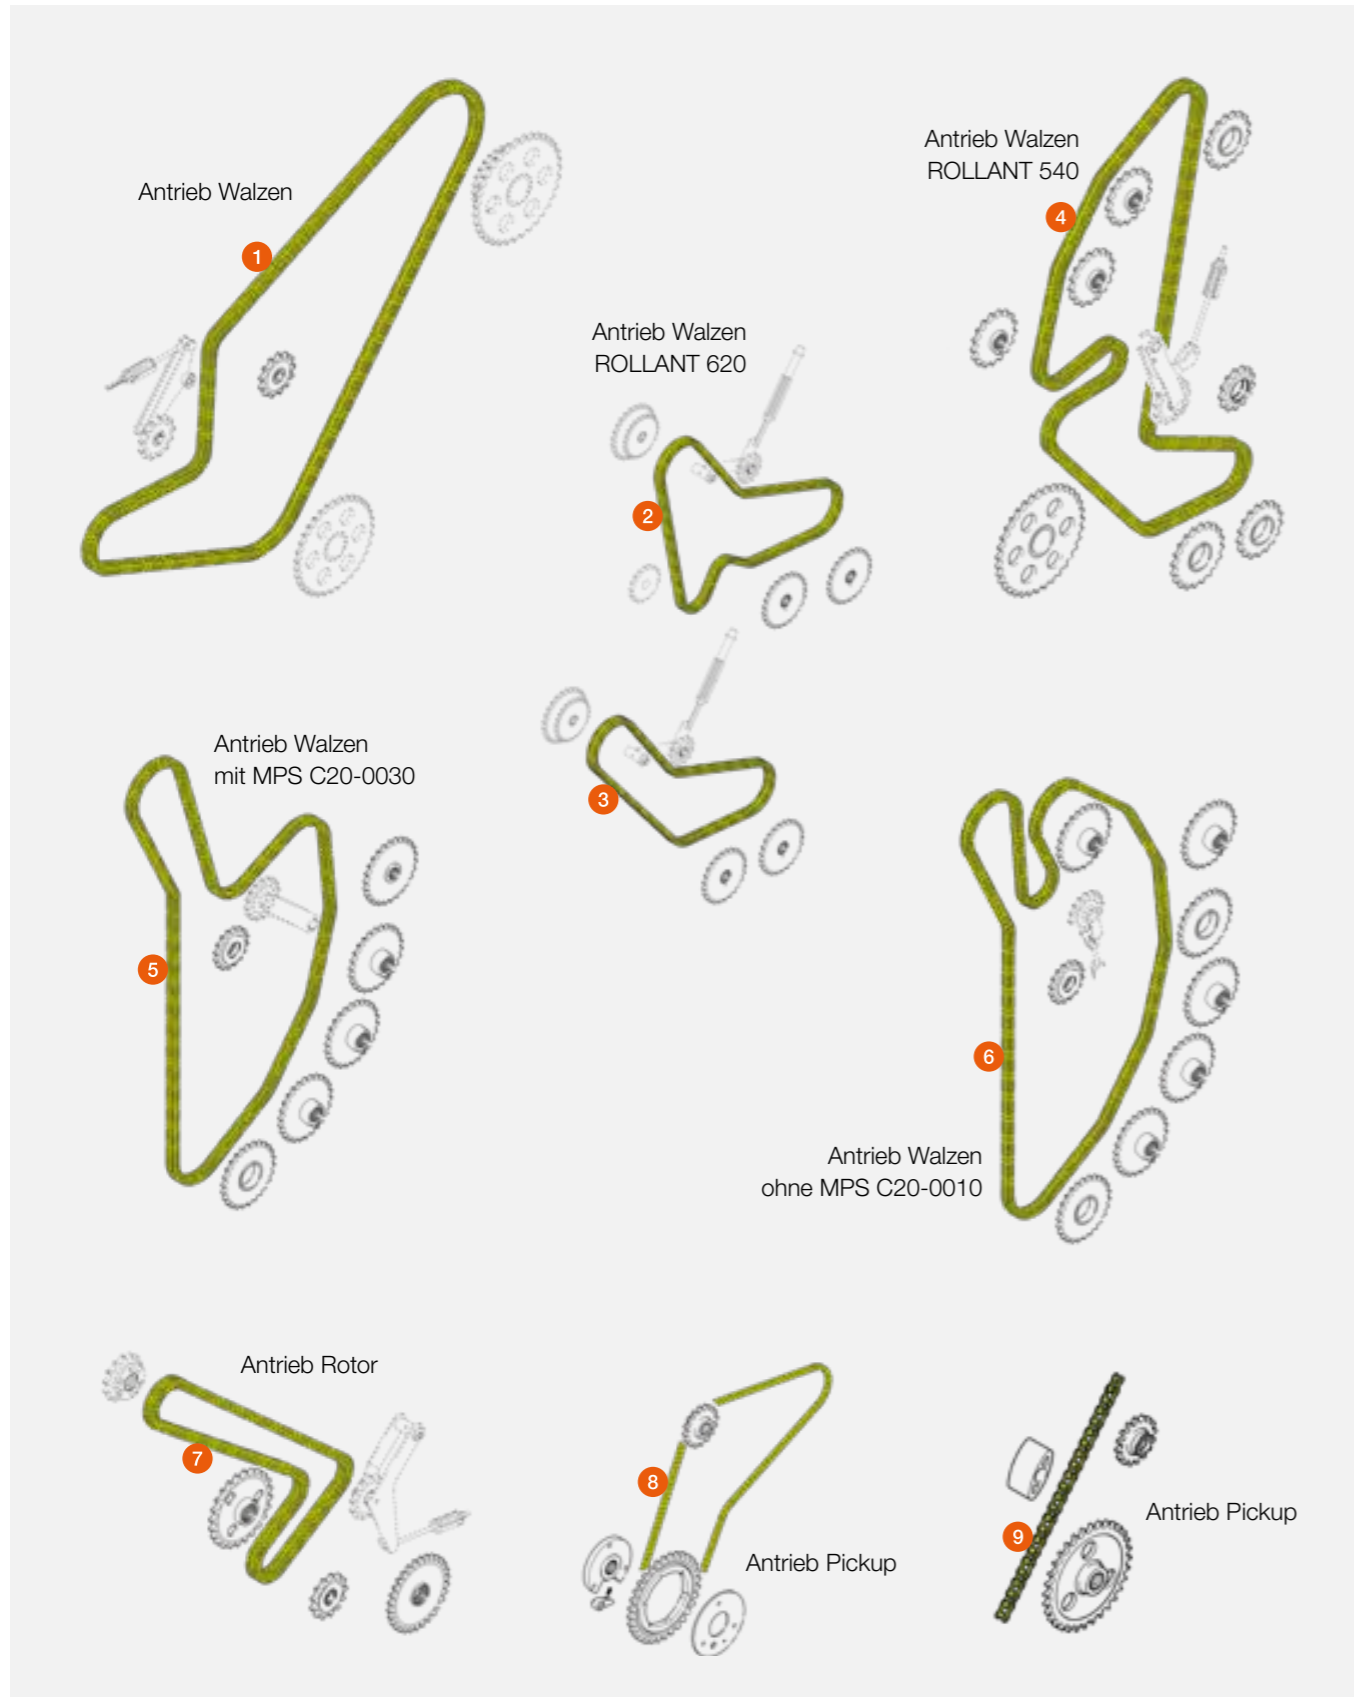 Antrieb Walzen
1
Antrieb Walzen
ROLLANT 540
4
Antrieb Walzen
ROLLANT 620
2
Antrieb Walzen
mit MPS C20-0030
3
5
6
Antrieb Walzen
ohne MPS C20-0010
Antrieb Rotor
7
8
Antrieb Pickup
9
Antrieb Pickup